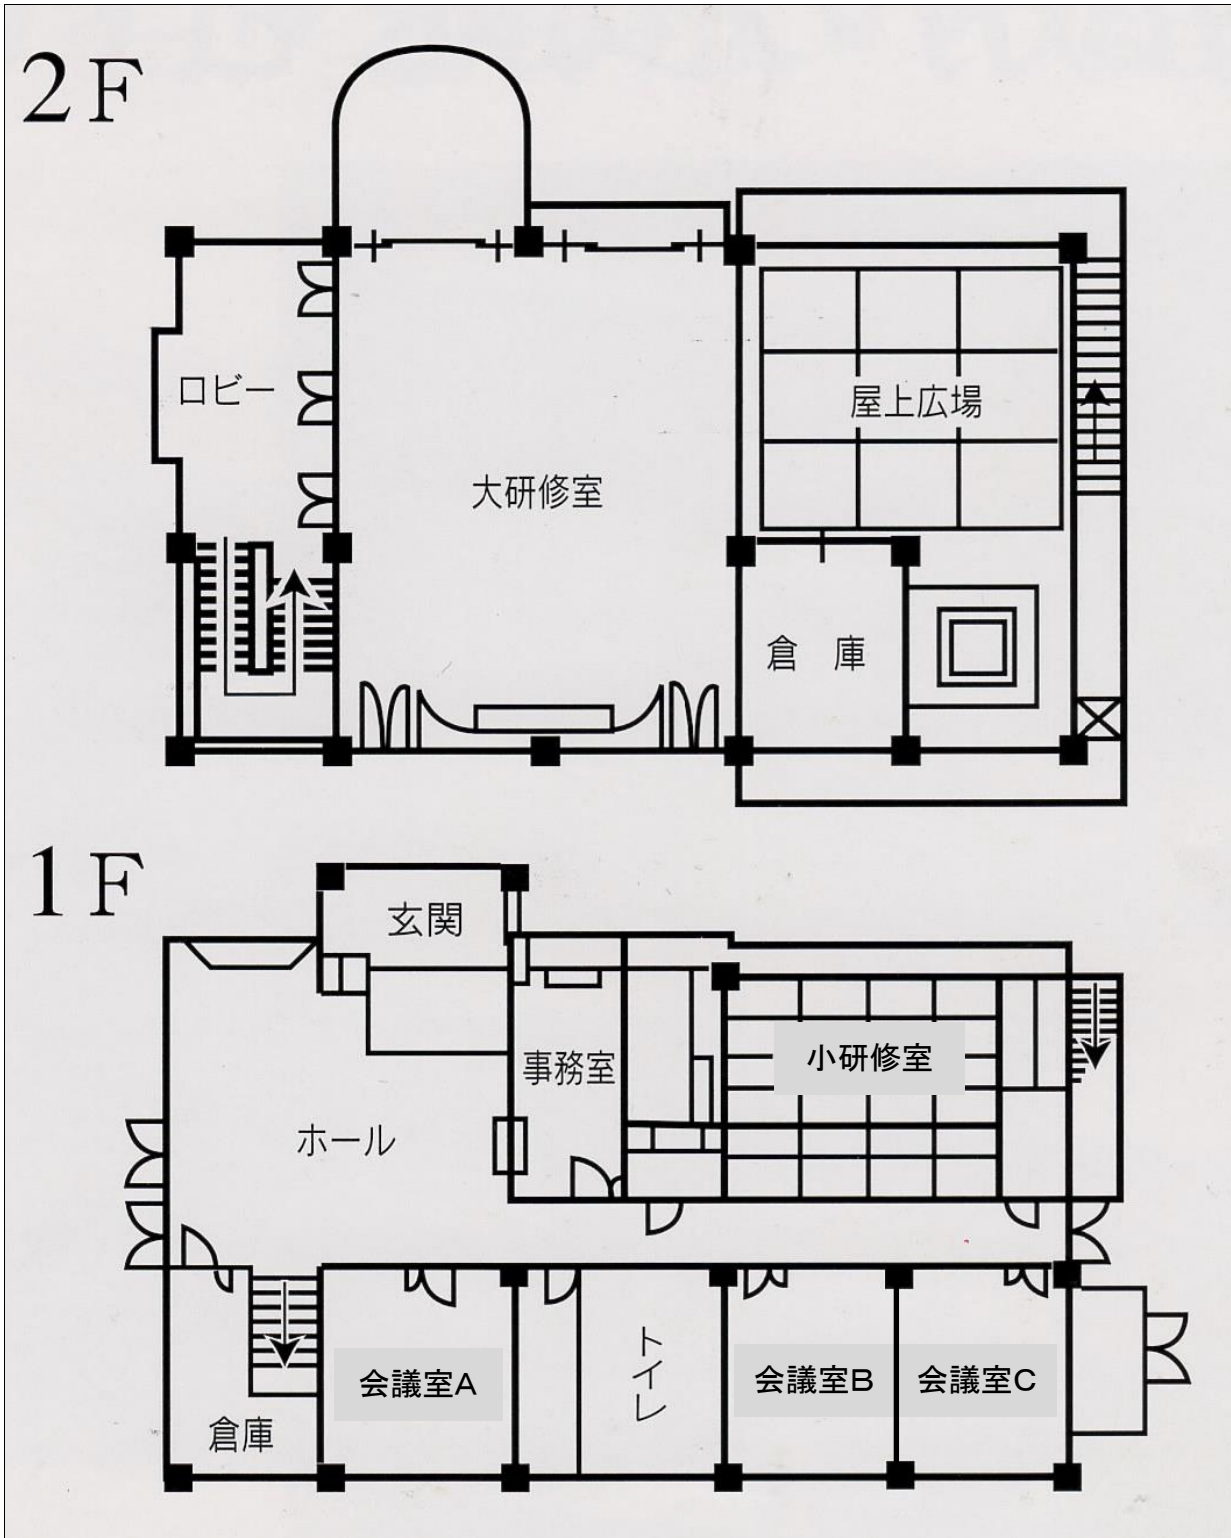 2F
ロビー
屋上広場
大研修室
倉 庫
1F
玄関
小研修室
事務室
ホール
トイレ
会議室A
会議室B
会議室C
倉庫